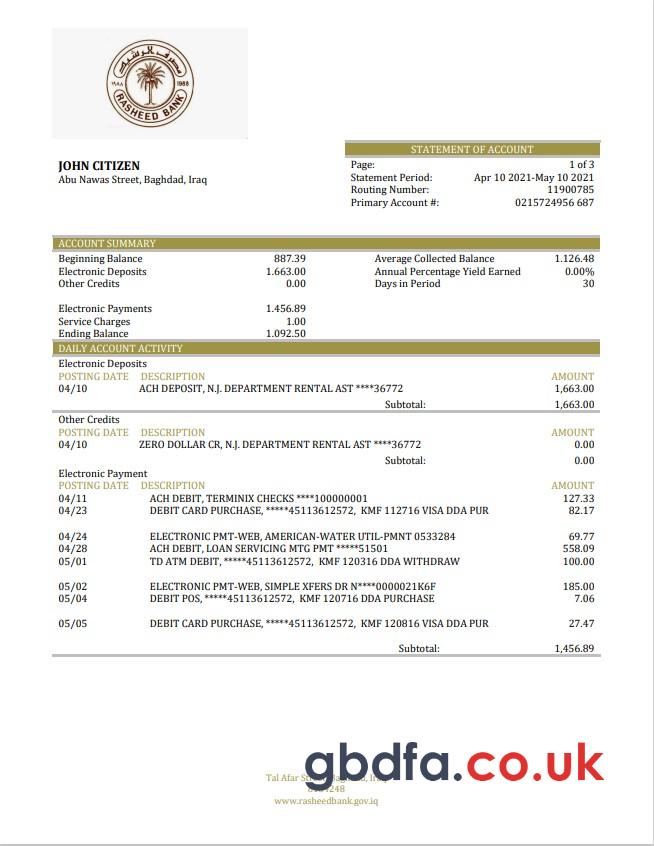 مصرف الرشيد
١٩٨٨ 1988
RASHEED BANK
STATEMENT OF ACCOUNT
JOHN CITIZEN
Abu Nawas Street, Baghdad, Iraq
Page: 1 of 3
Statement Period: Apr 10 2021-May 10 2021
Routing Number: 11900785
Primary Account #: 0215724956 687
ACCOUNT SUMMARY
Beginning Balance 887.39 Average Collected Balance 1.126.48
Electronic Deposits 1.663.00 Annual Percentage Yield Earned 0.00%
Other Credits 0.00 Days in Period 30
Electronic Payments 1.456.89
Service Charges 1.00
Ending Balance 1.092.50
DAILY ACCOUNT ACTIVITY
Electronic Deposits
POSTING DATE DESCRIPTION AMOUNT
04/10 ACH DEPOSIT, N.J. DEPARTMENT RENTAL AST ****36772 1,663.00
Subtotal: 1,663.00
Other Credits
POSTING DATE DESCRIPTION AMOUNT
04/10 ZERO DOLLAR CR, N.J. DEPARTMENT RENTAL AST ****36772 0.00
Subtotal: 0.00
Electronic Payment
POSTING DATE DESCRIPTION AMOUNT
04/11 ACH DEBIT, TERMINIX CHECKS ****100000001 127.33
04/23 DEBIT CARD PURCHASE, *****45113612572, KMF 112716 VISA DDA PUR 82.17
04/24 ELECTRONIC PMT-WEB, AMERICAN-WATER UTIL-PMNT 0533284 69.77
04/28 ACH DEBIT, LOAN SERVICING MTG PMT *****51501 558.09
05/01 TD ATM DEBIT, *****45113612572, KMF 120316 DDA WITHDRAW 100.00
05/02 ELECTRONIC PMT-WEB, SIMPLE XFERS DR N****0000021K6F 185.00
05/04 DEBIT POS, *****45113612572, KMF 120716 DDA PURCHASE 7.06
05/05 DEBIT CARD PURCHASE, *****45113612572, KMF 120816 VISA DDA PUR 27.47
Subtotal: 1,456.89
gbdfa.co.uk
Tal Afar
www.rasheedbank.gov.iq